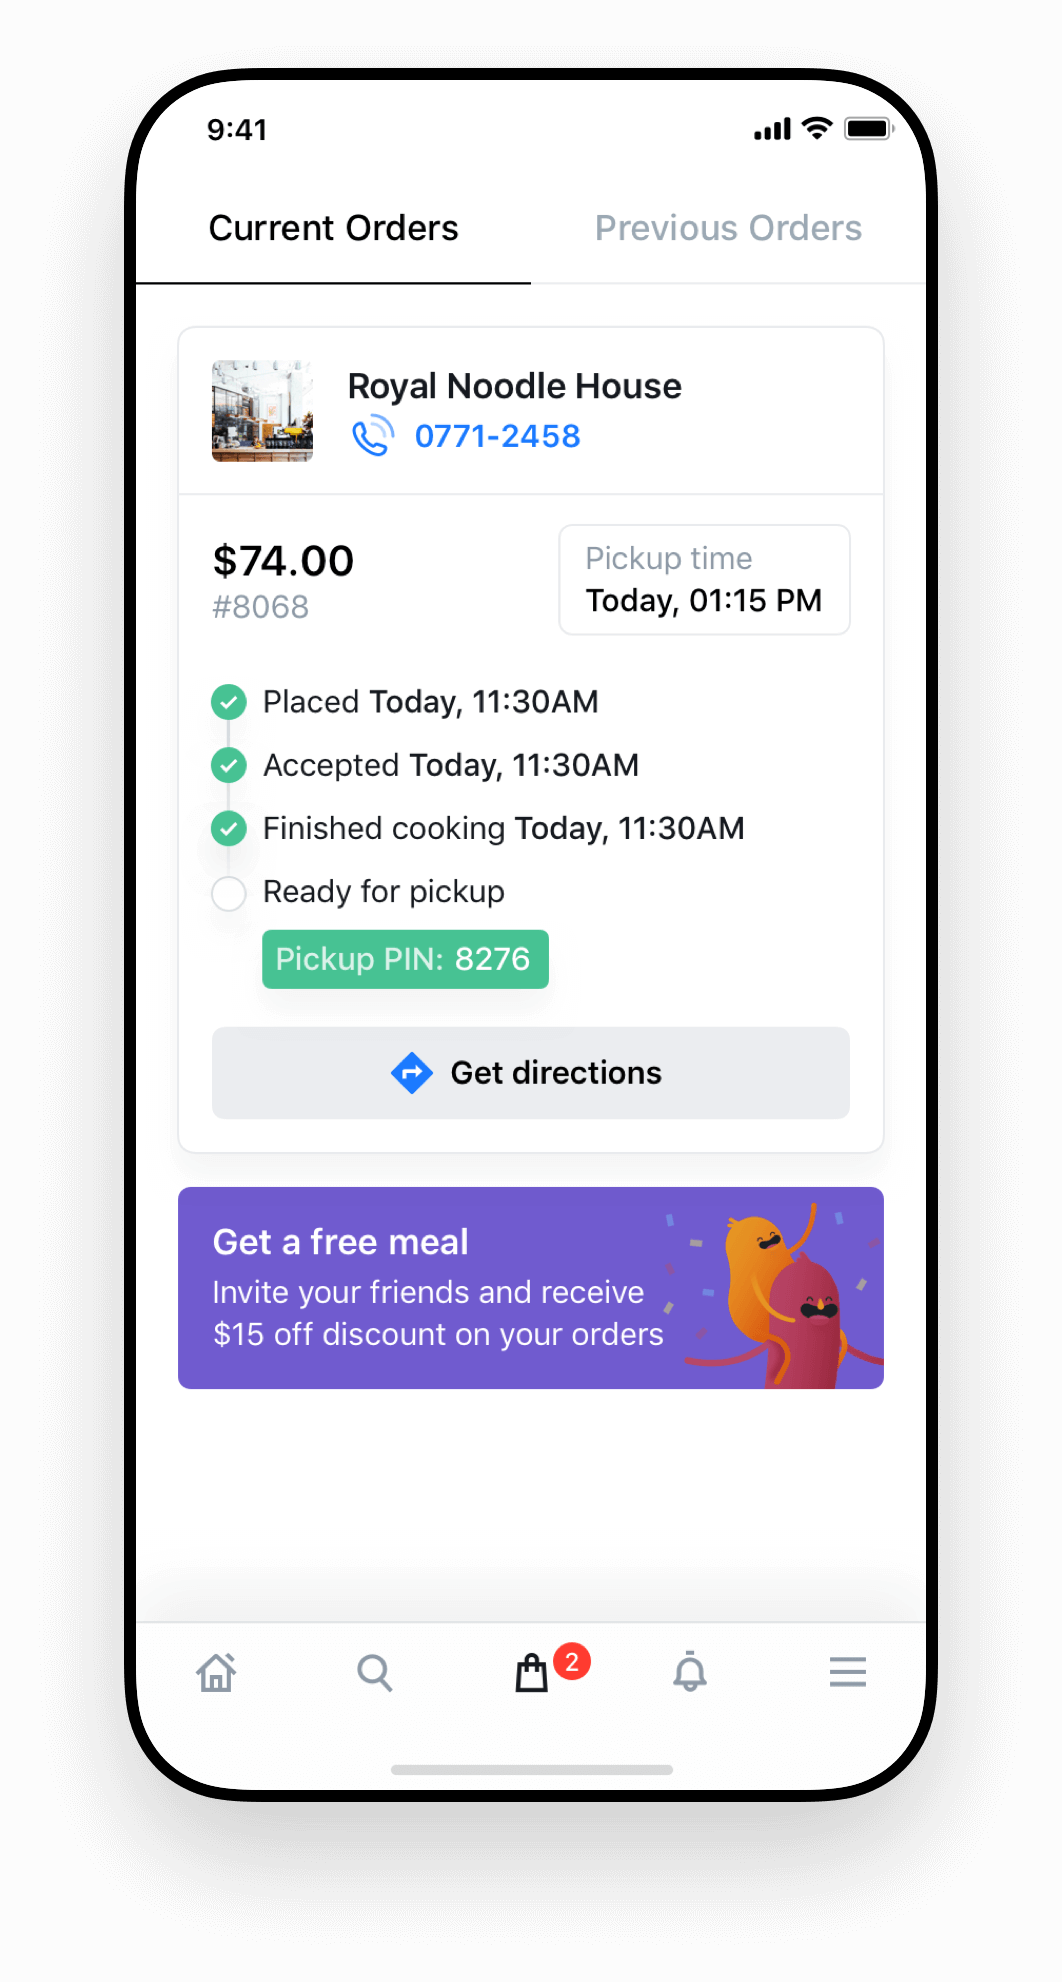 9:41
Current Orders
Previous Orders
Royal Noodle House
0771-2458
$74.00
#8068
Pickup time
Today, 01:15 PM
Placed Today, 11:30AM
Accepted Today, 11:30AM
Finished cooking Today, 11:30AM
Ready for pickup
Pickup PIN: 8276
Get directions
Get a free meal
Invite your friends and receive
$15 off discount on your orders
2